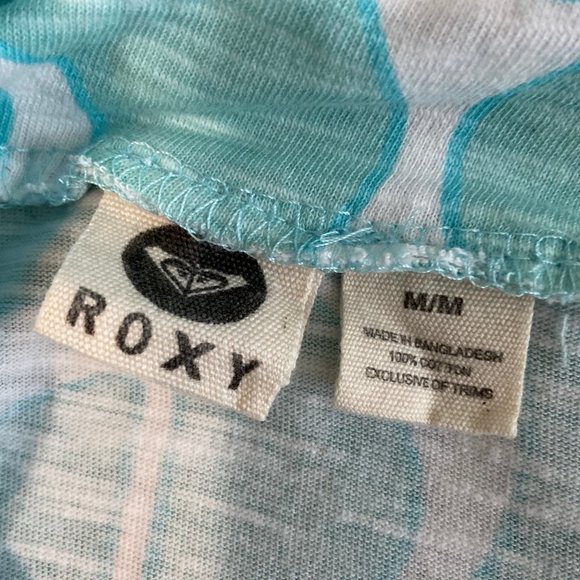 ROXY
M/M
MADE IN BANGLADESH
100% COTTON
EXCLUSIVE OF TRIMS